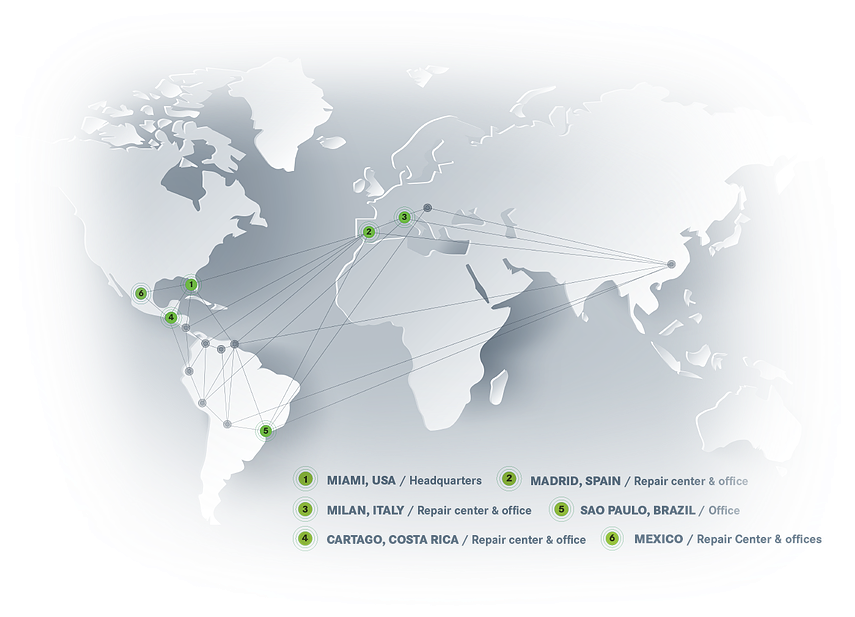 6
1
4
5
2
3
1 MIAMI, USA / Headquarters 2 MADRID, SPAIN / Repair center & office
3 MILAN, ITALY / Repair center & office 5 SAO PAULO, BRAZIL / Office
4 CARTAGO, COSTA RICA / Repair center & office 6 MEXICO / Repair Center & offices